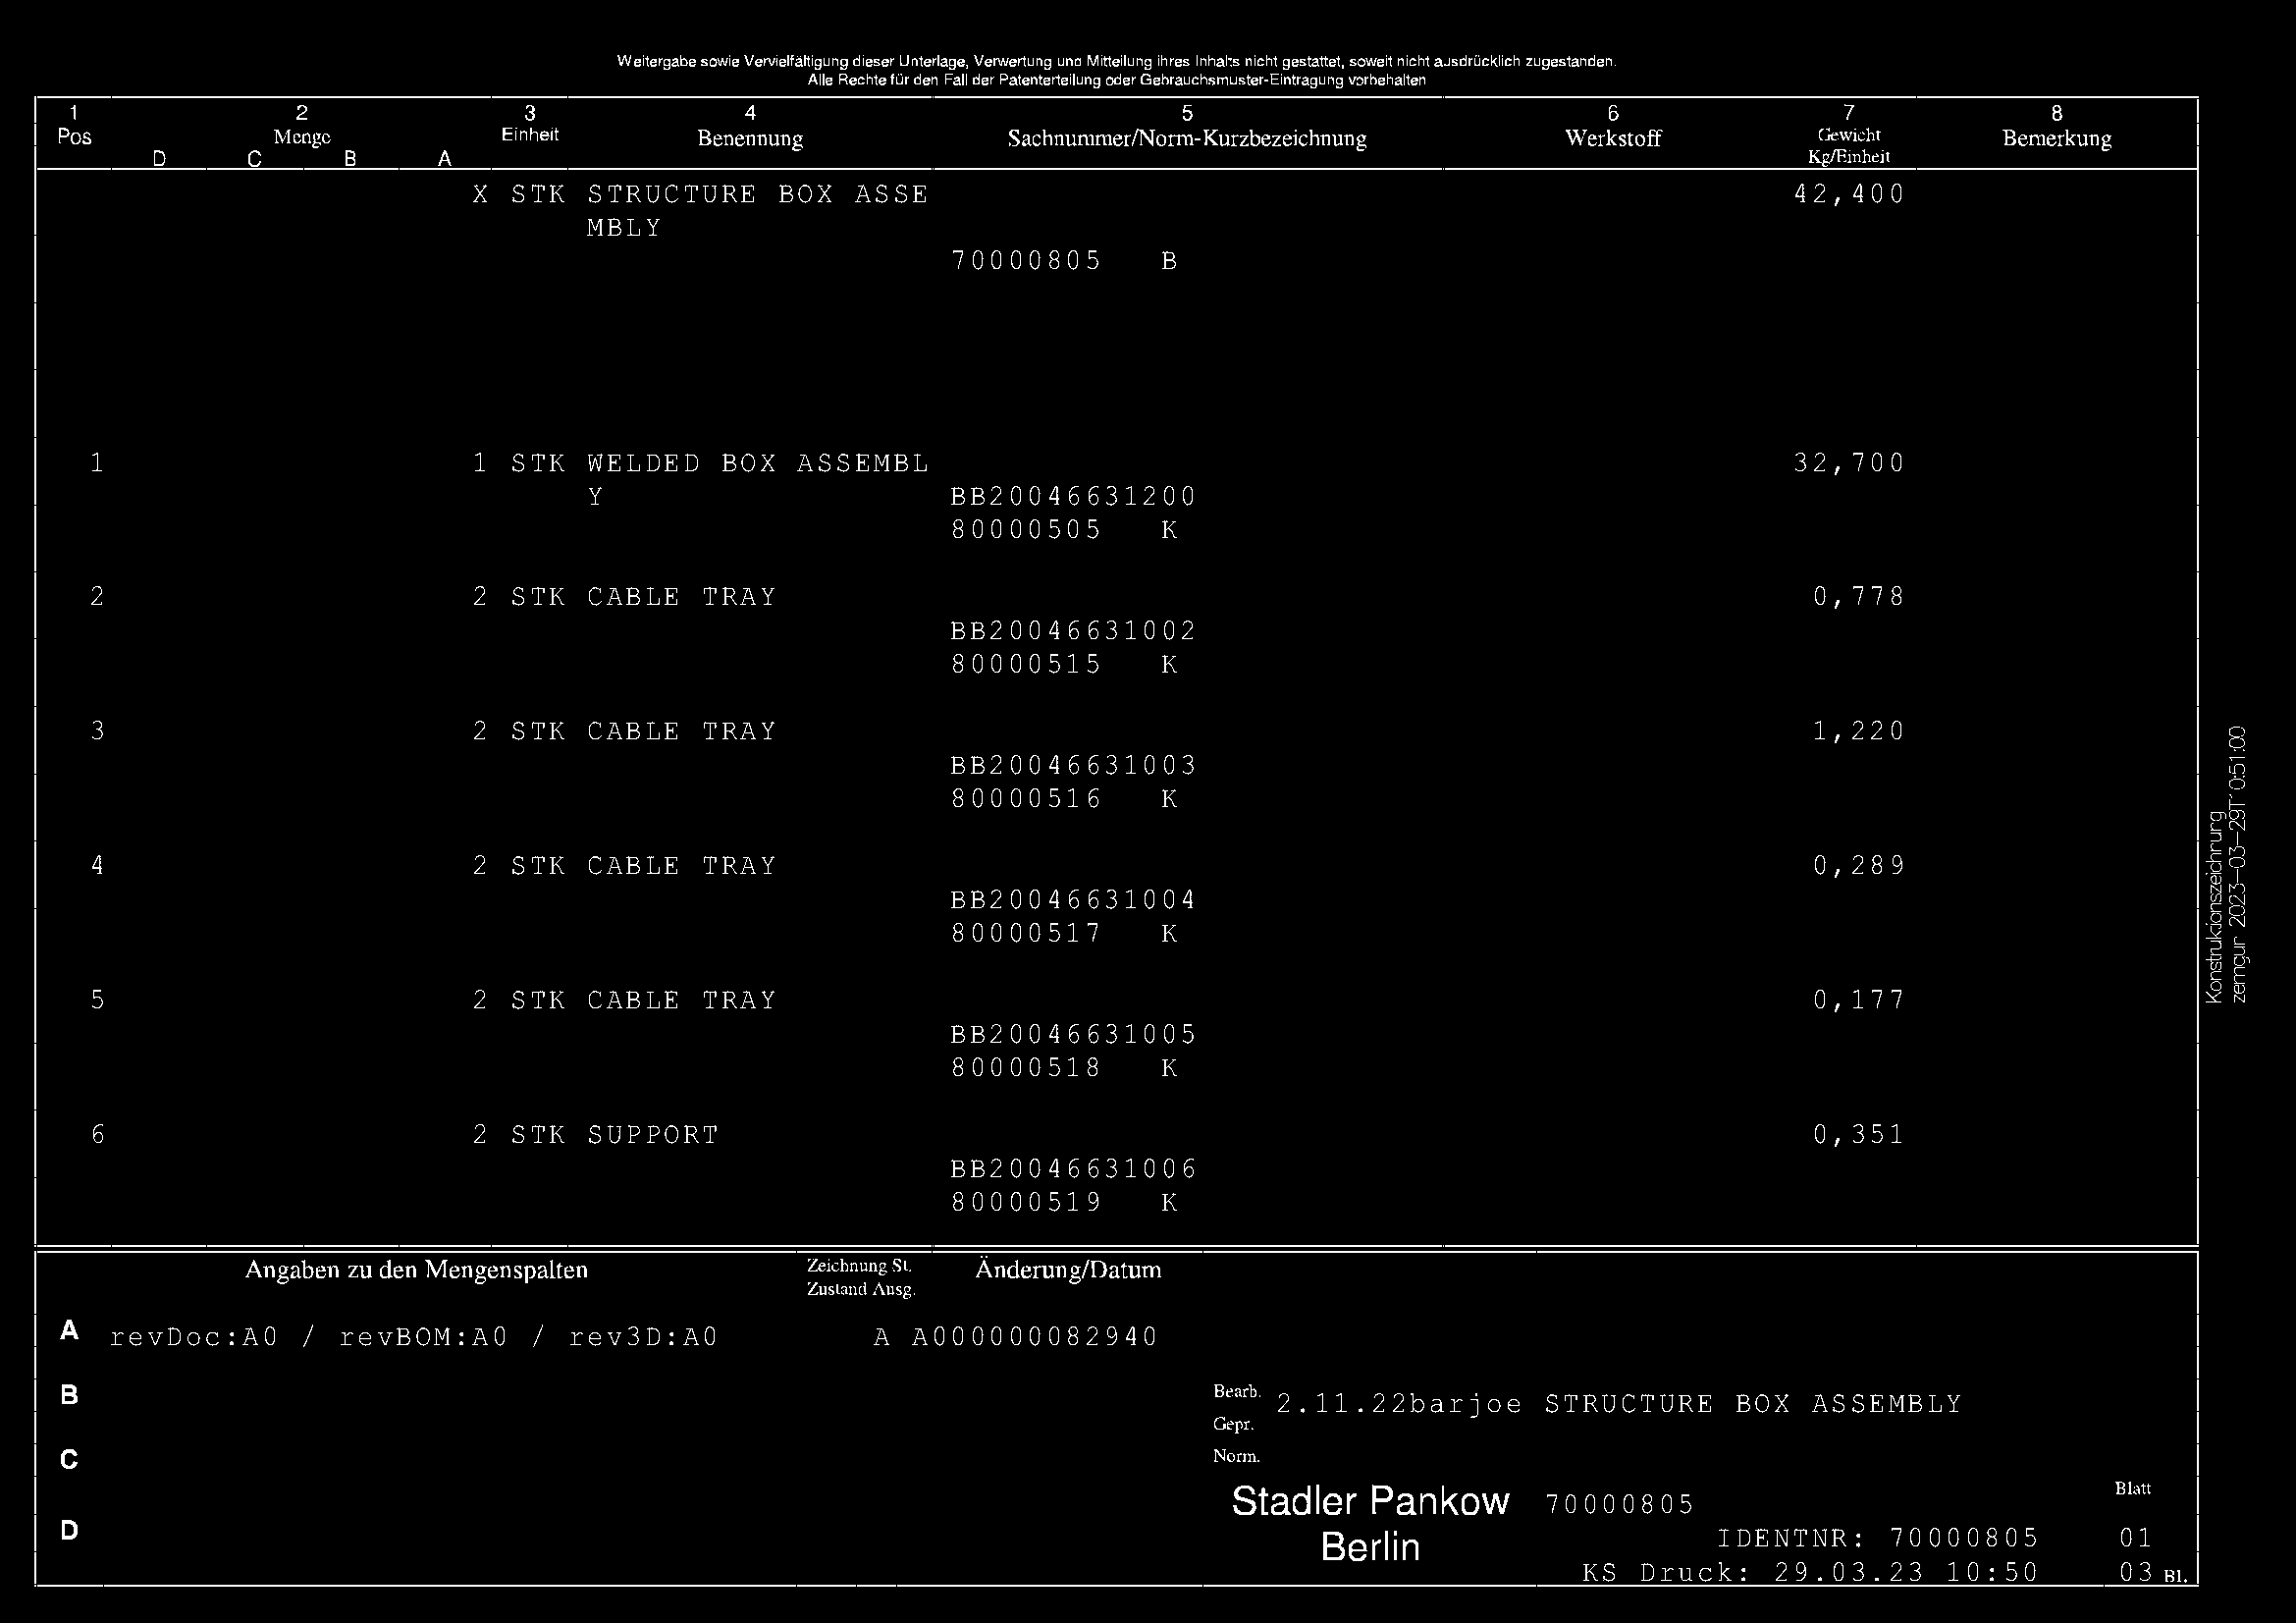 Weitergabe sowie Vervielfältigung dieser Unterlage, Verwertung und Mitteilung ihres Inhalts nicht gestattet, soweit nicht ausdrücklich zugestanden.
Alle Rechte für den Fall der Patenterteilung oder Gebrauchsmuster-Eintragung vorbehalten
1 2 3 4 5 6 7 8
Pos Menge Einheit Benennung Sachnummer/Norm-Kurzbezeichnung Werkstoff Gewicht Bemerkung
D C B A Kg/Einheit
X STK STRUCTURE BOX ASSE 42,400
MBLY
70000805 B
1 1 STK WELDED BOX ASSEMBL 32,700
Y BB20046631200
80000505 K
2 2 STK CABLE TRAY 0,778
BB20046631002
80000515 K
3 2 STK CABLE TRAY 1,220
BB20046631003
80000516 K
4 2 STK CABLE TRAY 0,289
BB20046631004
80000517 K
5 2 STK CABLE TRAY 0,177
BB20046631005
80000518 K
6 2 STK SUPPORT 0,351
BB20046631006
80000519 K
Angaben zu den Mengenspalten Zeichnung St. Änderung/Datum
Zustand Ausg.
A revDoc:A0 / revBOM:A0 / rev3D:A0 A A000000082940
B Bearb. 2.11.22barjoe STRUCTURE BOX ASSEMBLY
Gepr.
C Norm.
Stadler Pankow 70000805 Blatt
D Berlin IDENTNR: 70000805 01
KS Druck: 29.03.23 10:50 03 Bl.
Konstruktionszeichnung
zemgur 2023-03-29T10:51:00